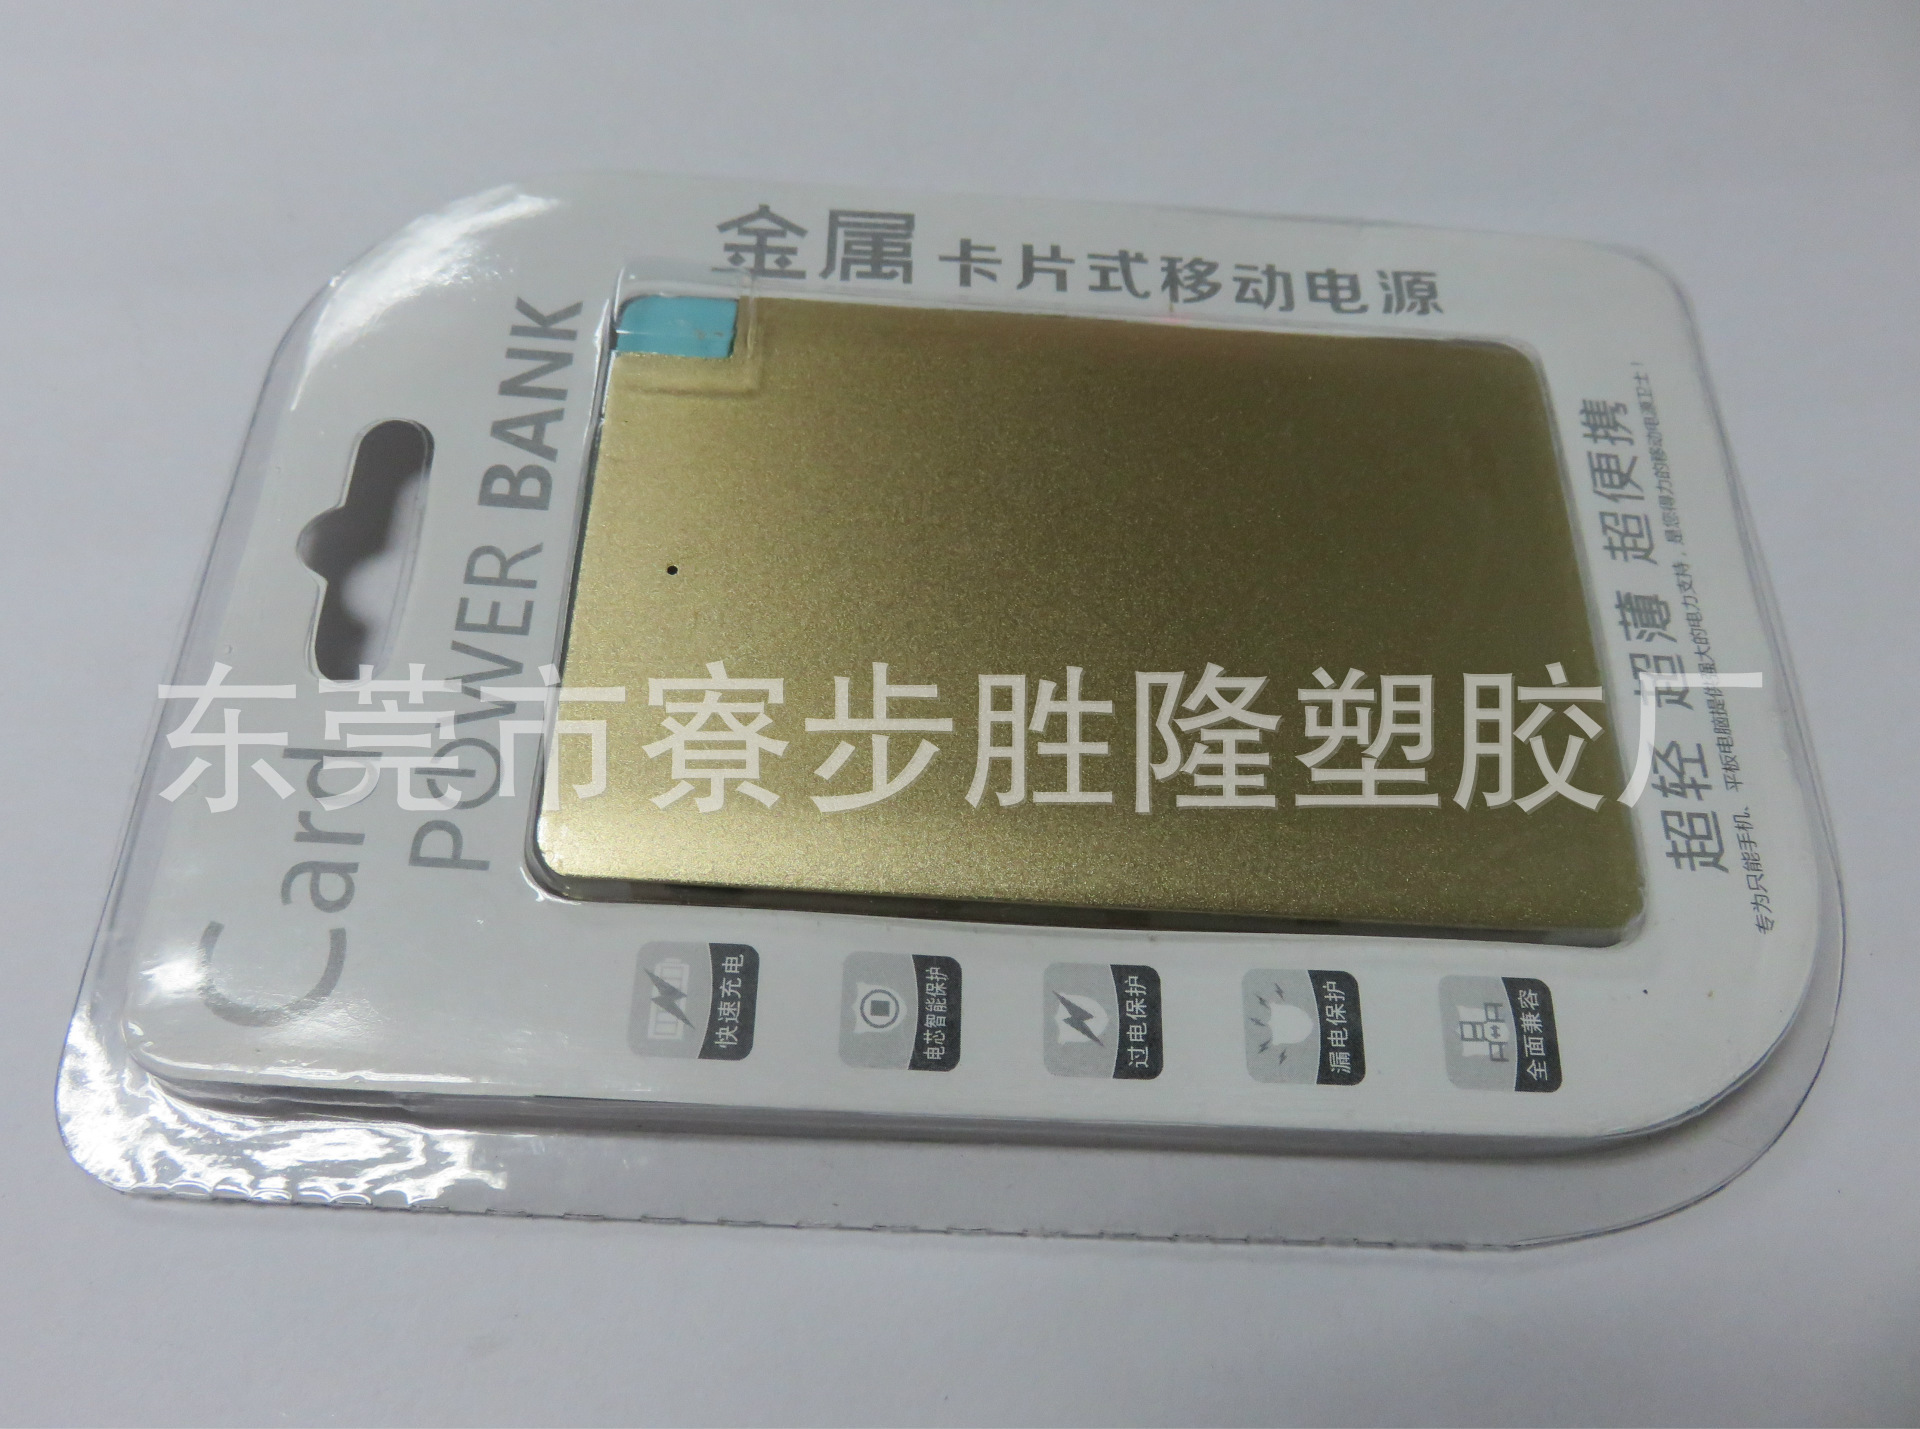 金属 卡片式移动电源
Card
POWER BANK
超轻 超薄 超便携
专为只能手机、平板电脑提供强大的电力支持，是您得力的移动电源卫士！
快速充电
电芯智能保护
过电保护
漏电保护
全面兼容
东莞市寮步胜隆塑胶厂